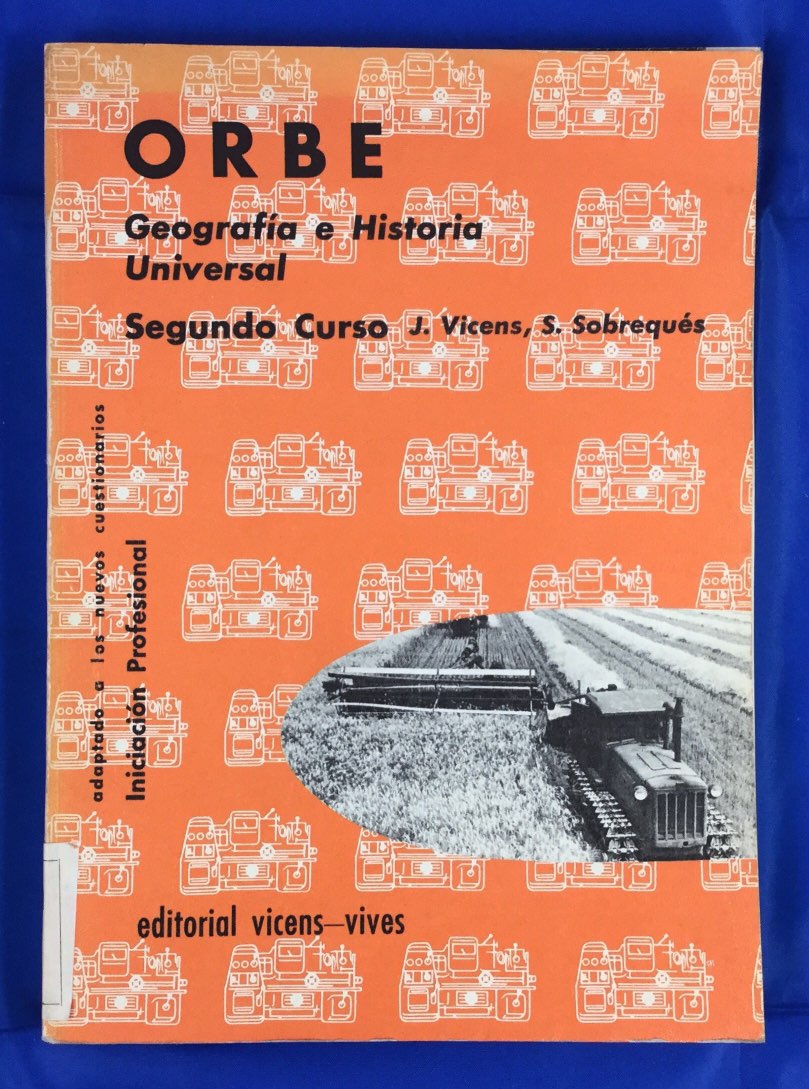 ORBE
Geografía e Historia
Universal
Segundo Curso J. Vicens, S. Sobrequés
adaptado a los nuevos cuestionarios
Iniciación Profesional
editorial vicens-vives